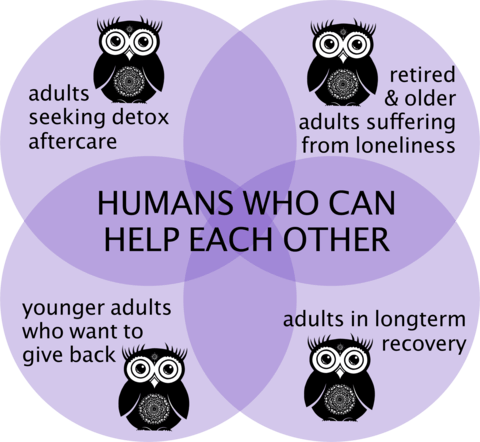 adults
seeking detox
aftercare
retired
& older
adults suffering
from loneliness
HUMANS WHO CAN
HELP EACH OTHER
younger adults
who want to
give back
adults in longterm
recovery